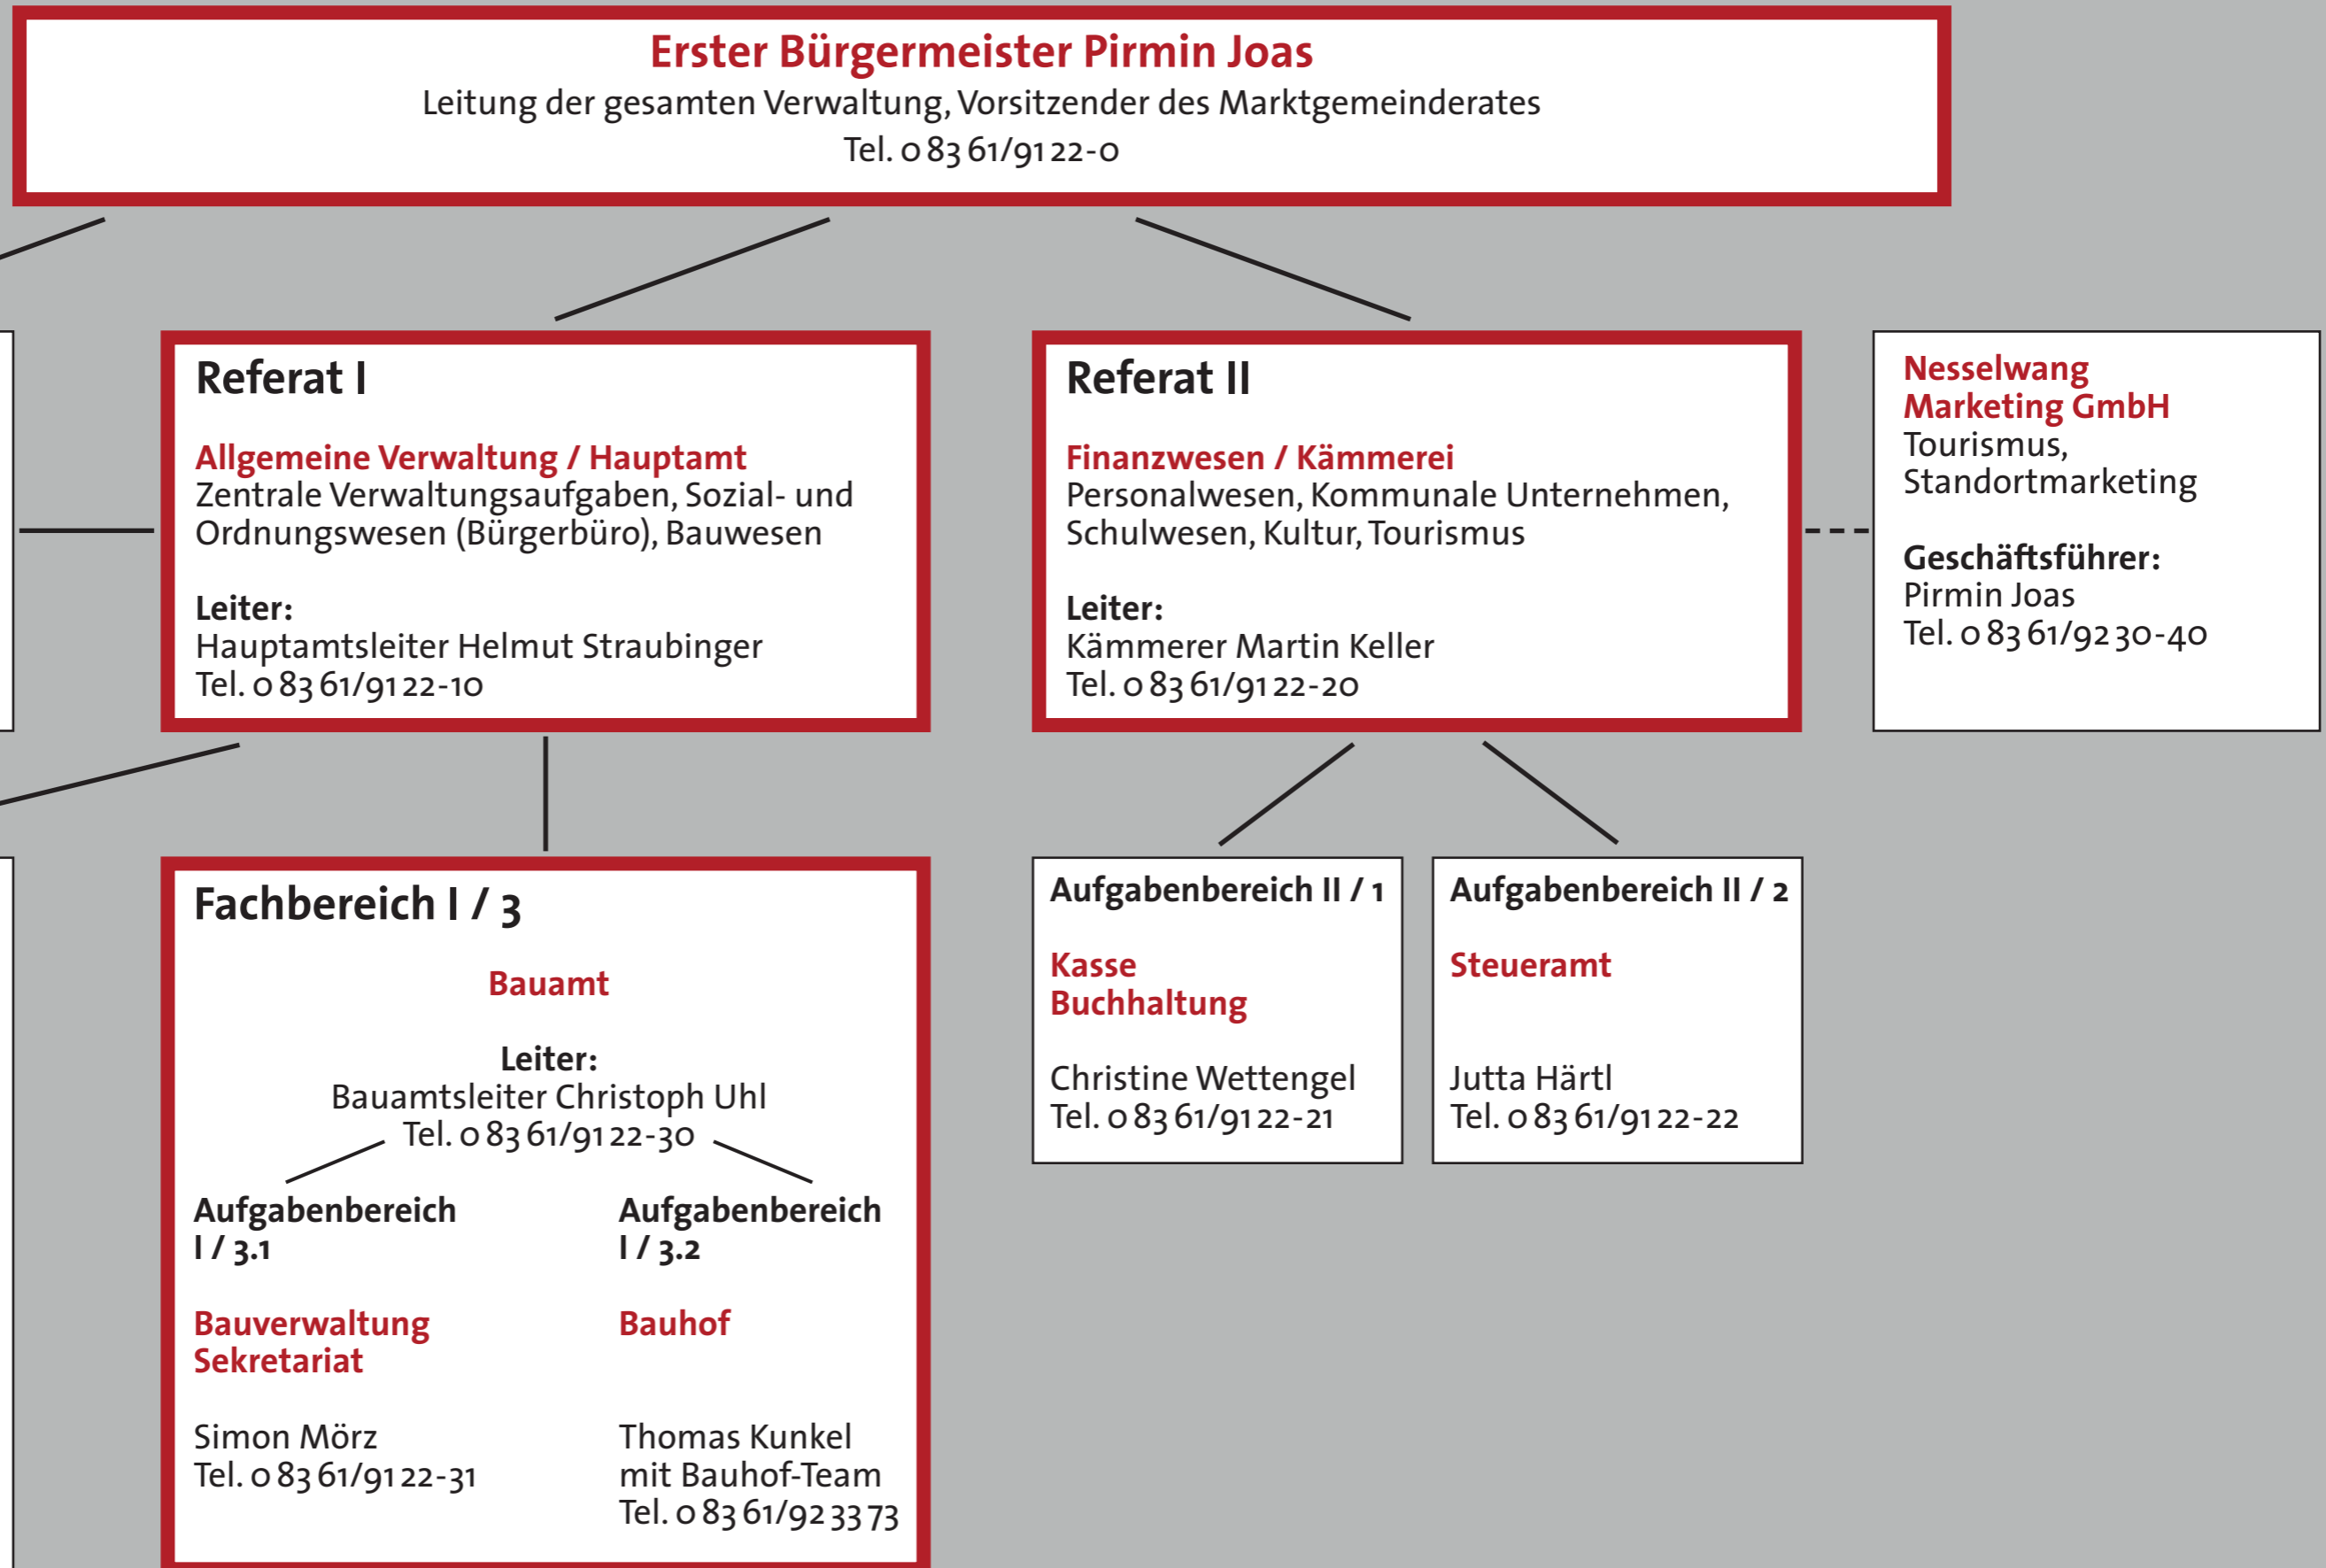 Erster Bürgermeister Pirmin Joas
Leitung der gesamten Verwaltung, Vorsitzender des Marktgemeinderates
Tel. 0 83 61/91 22-0
Referat I
Allgemeine Verwaltung / Hauptamt
Zentrale Verwaltungsaufgaben, Sozial- und
Ordnungswesen (Bürgerbüro), Bauwesen
Leiter:
Hauptamtsleiter Helmut Straubinger
Tel. 0 83 61/91 22-10
Referat II
Finanzwesen / Kämmerei
Personalwesen, Kommunale Unternehmen,
Schulwesen, Kultur, Tourismus
Leiter:
Kämmerer Martin Keller
Tel. 0 83 61/91 22-20
Nesselwang
Marketing GmbH
Tourismus,
Standortmarketing
Geschäftsführer:
Pirmin Joas
Tel. 0 83 61/92 30-40
Fachbereich I / 3
Bauamt
Leiter:
Bauamtsleiter Christoph Uhl
Tel. 0 83 61/91 22-30
Aufgabenbereich
I / 3.1
Bauverwaltung
Sekretariat
Simon Mörz
Tel. 0 83 61/91 22-31
Aufgabenbereich
I / 3.2
Bauhof
Thomas Kunkel
mit Bauhof-Team
Tel. 0 83 61/92 33 73
Aufgabenbereich II / 1
Kasse
Buchhaltung
Christine Wettengel
Tel. 0 83 61/91 22-21
Aufgabenbereich II / 2
Steueramt
Jutta Härtl
Tel. 0 83 61/91 22-22